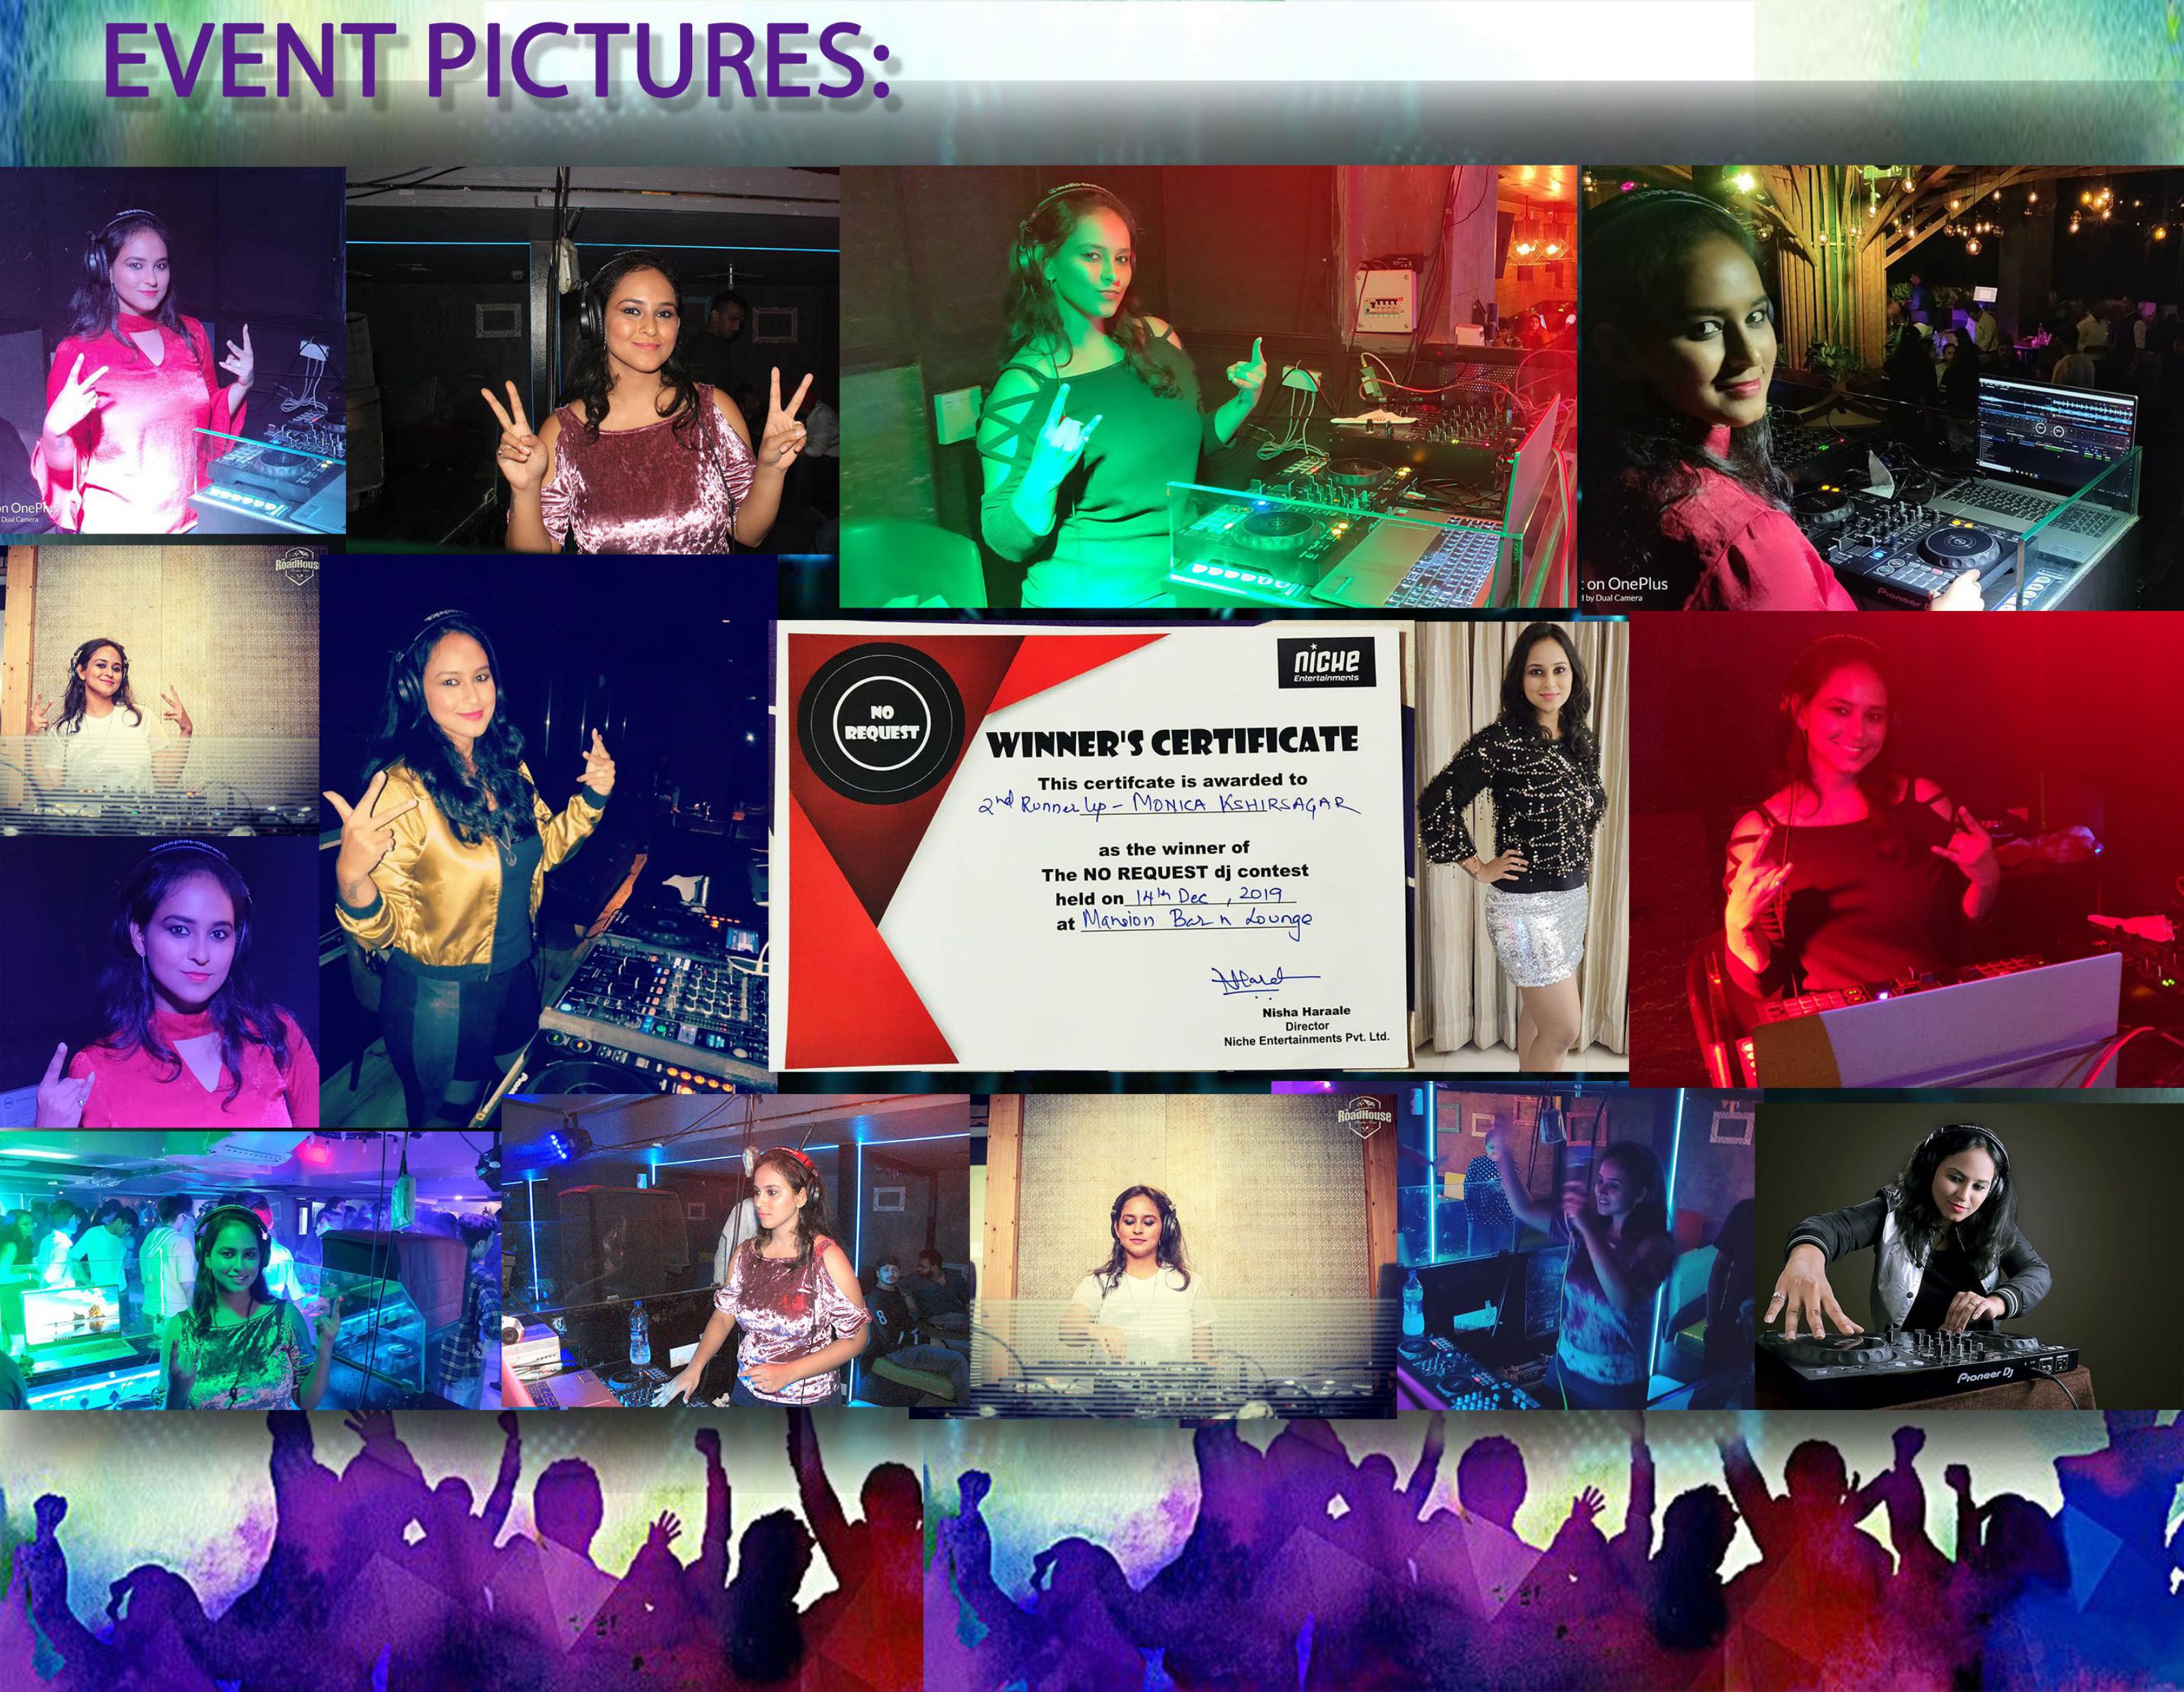 EVENT PICTURES:
on OnePlus
Dual Camera
on OnePlus
by Dual Camera
RoadHous
NO
REQUEST
NICHE
Entertainments
WINNER'S CERTIFICATE
This certifcate is awarded to
2nd Runner Up - MONICA KSHIRSAGAR
as the winner of
The NO REQUEST dj contest
held on 14th Dec, 2019
at Mansion Bar n Lounge
Nisha Haraale
Director
Niche Entertainments Pvt. Ltd.
RoadHouse
Pioneer Dj